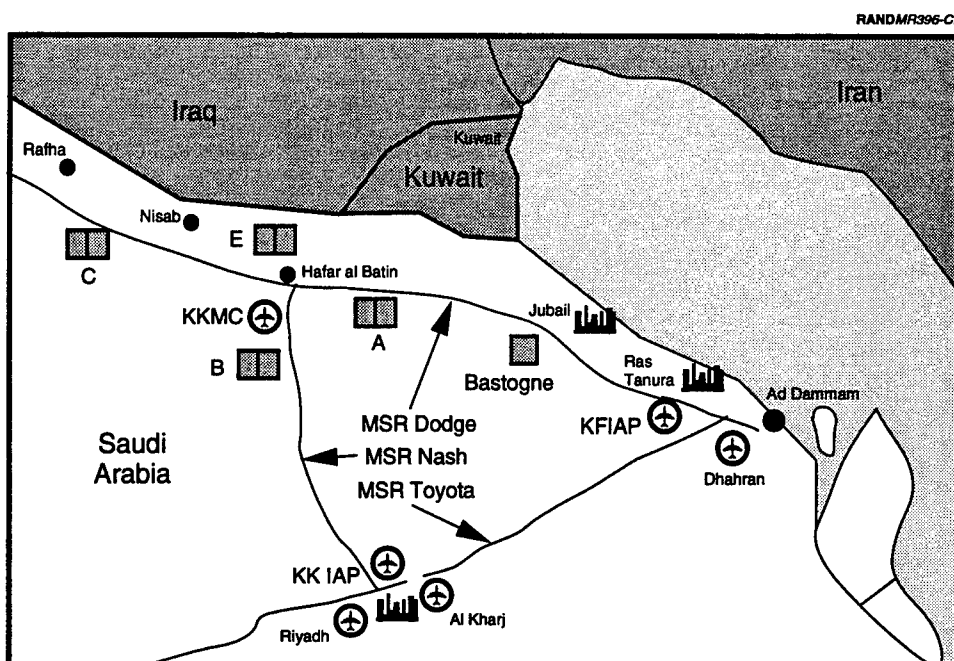 RANDMR396-C
Iraq
Iran
Kuwait
Kuwait
Rafha
Nisab
E
C
Hafar al Batin
KKMC
A
B
Jubail
Bastogne
Ras
Tanura
Ad Dammam
MSR Dodge
KFIAP
Saudi
Arabia
MSR Nash
MSR Toyota
Dhahran
KK IAP
Riyadh
Al Kharj